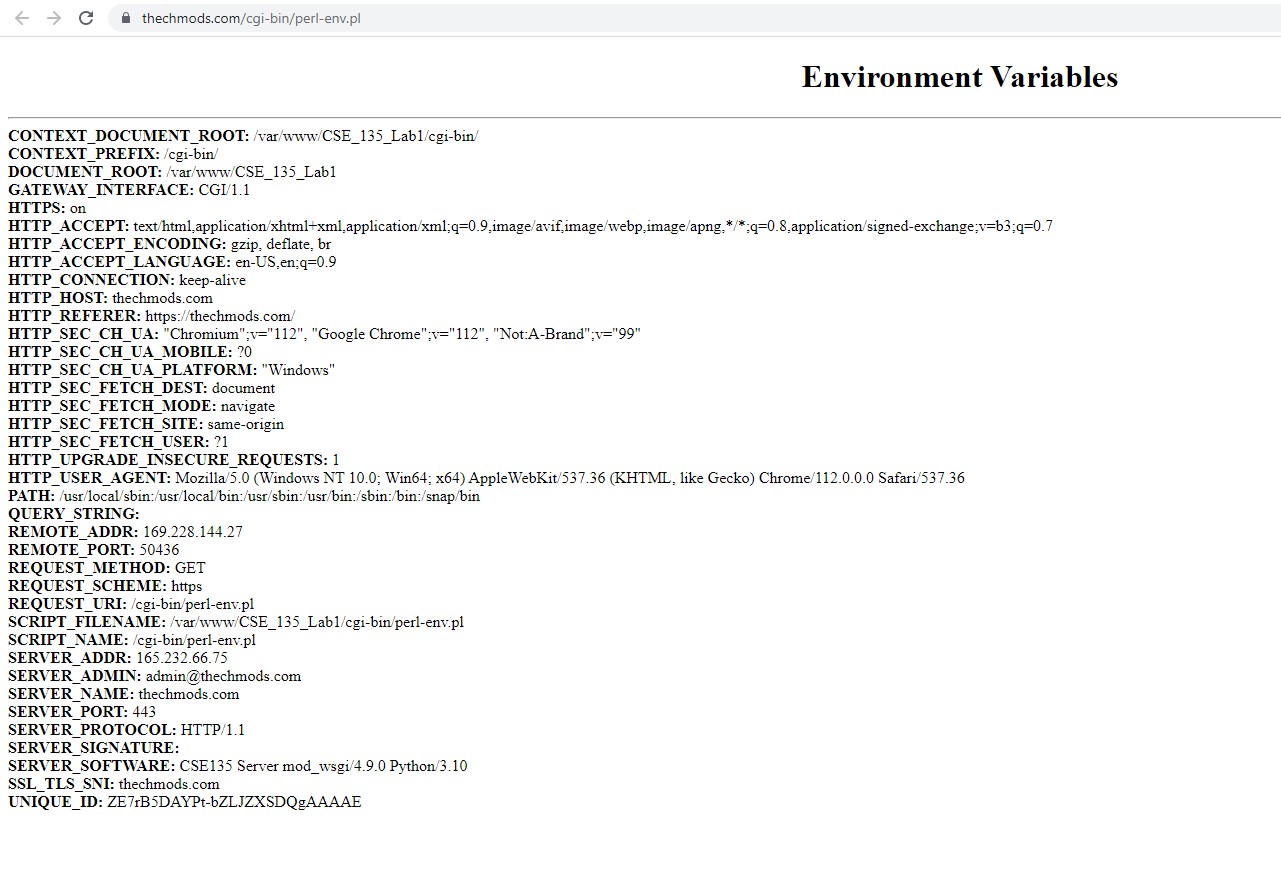 thechmods.com/cgi-bin/perl-env.pl
Environment Variables
CONTEXT_DOCUMENT_ROOT: /var/www/CSE_135_Lab1/cgi-bin/
CONTEXT_PREFIX: /cgi-bin/
DOCUMENT_ROOT: /var/www/CSE_135_Lab1
GATEWAY_INTERFACE: CGI/1.1
HTTPS: on
HTTP_ACCEPT: text/html,application/xhtml+xml,application/xml;q=0.9,image/avif,image/webp,image/apng,*/*;q=0.8,application/signed-exchange;v=b3;q=0.7
HTTP_ACCEPT_ENCODING: gzip, deflate, br
HTTP_ACCEPT_LANGUAGE: en-US,en;q=0.9
HTTP_CONNECTION: keep-alive
HTTP_HOST: thechmods.com
HTTP_REFERER: https://thechmods.com/
HTTP_SEC_CH_UA: "Chromium";v="112", "Google Chrome";v="112", "Not:A-Brand";v="99"
HTTP_SEC_CH_UA_MOBILE: ?0
HTTP_SEC_CH_UA_PLATFORM: "Windows"
HTTP_SEC_FETCH_DEST: document
HTTP_SEC_FETCH_MODE: navigate
HTTP_SEC_FETCH_SITE: same-origin
HTTP_SEC_FETCH_USER: ?1
HTTP_UPGRADE_INSECURE_REQUESTS: 1
HTTP_USER_AGENT: Mozilla/5.0 (Windows NT 10.0; Win64; x64) AppleWebKit/537.36 (KHTML, like Gecko) Chrome/112.0.0.0 Safari/537.36
PATH: /usr/local/sbin:/usr/local/bin:/usr/sbin:/usr/bin:/sbin:/bin:/snap/bin
QUERY_STRING:
REMOTE_ADDR: 169.228.144.27
REMOTE_PORT: 50436
REQUEST_METHOD: GET
REQUEST_SCHEME: https
REQUEST_URI: /cgi-bin/perl-env.pl
SCRIPT_FILENAME: /var/www/CSE_135_Lab1/cgi-bin/perl-env.pl
SCRIPT_NAME: /cgi-bin/perl-env.pl
SERVER_ADDR: 165.232.66.75
SERVER_ADMIN: admin@thechmods.com
SERVER_NAME: thechmods.com
SERVER_PORT: 443
SERVER_PROTOCOL: HTTP/1.1
SERVER_SIGNATURE:
SERVER_SOFTWARE: CSE135 Server mod_wsgi/4.9.0 Python/3.10
SSL_TLS_SNI: thechmods.com
UNIQUE_ID: ZE7rB5DAYPt-bZLJZXSDQgAAAAE